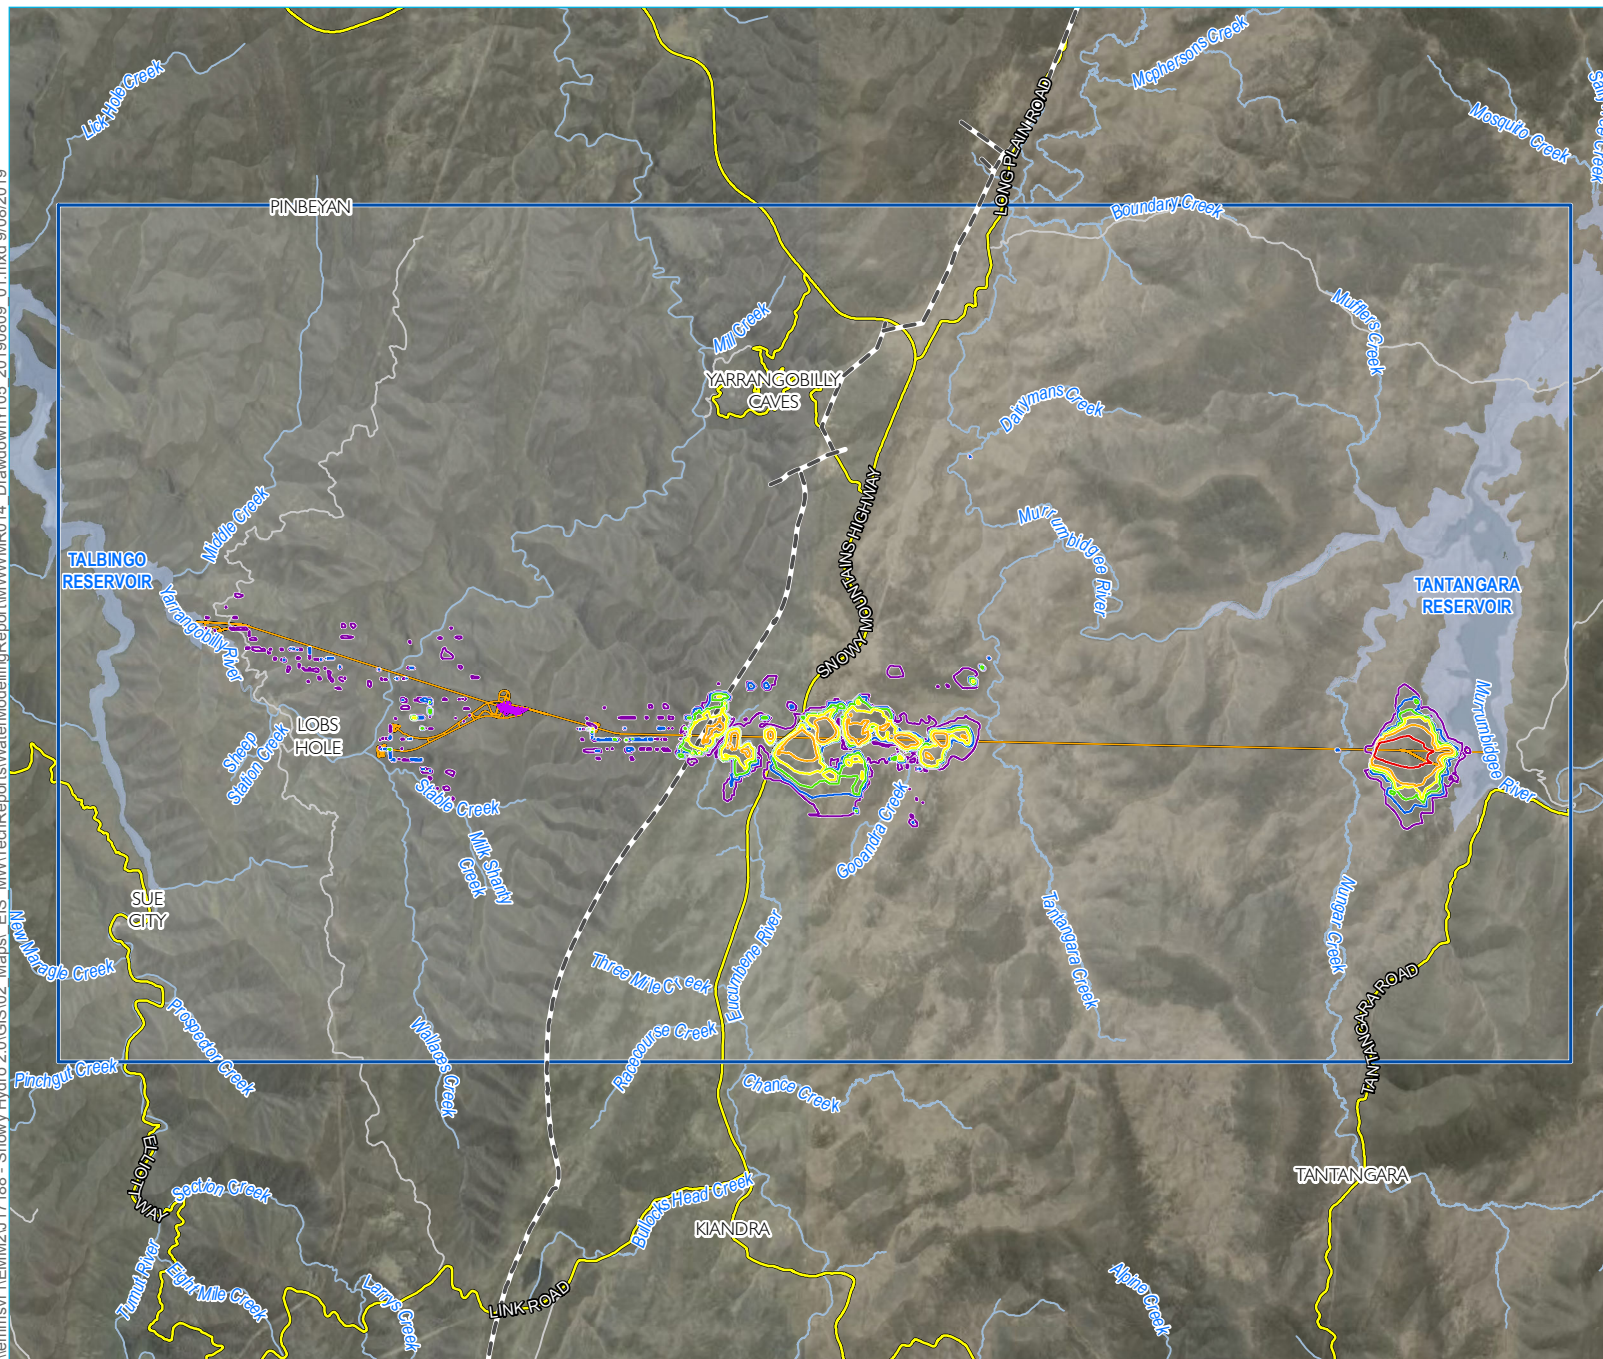 Mcphersons Creek
Lick Hole Creek
LONG PLAIN ROAD
Mosquito Creek
PINBEYAN
Boundary Creek
Mufflers Creek
Mill Creek
YARRANGOBILLY
CAVES
Dairymans Creek
Middle Creek
SNOWY MOUNTAINS HIGHWAY
Murrumbidgee River
TALBINGO
RESERVOIR
TANTANGARA
RESERVOIR
Yarrangobilly River
LOBS
HOLE
Sheep
Station Creek
Murrumbidgee River
Stable Creek
Milk Shanty
Creek
Gooandra Creek
SUE
CITY
New Maragle Creek
Three Mile Creek
Eucumbene River
Tantangara Creek
Nungar Creek
TANTANGARA ROAD
Prospector Creek
Wallaces Creek
Racecourse Creek
Pinchgut Creek
Chance Creek
ELLIOTT
WAY
Section Creek
TANTANGARA
Bullocks Head Creek
KIANDRA
Tumut River
Eight Mile Creek
Larrys Creek
LINK ROAD
Alpine Creek